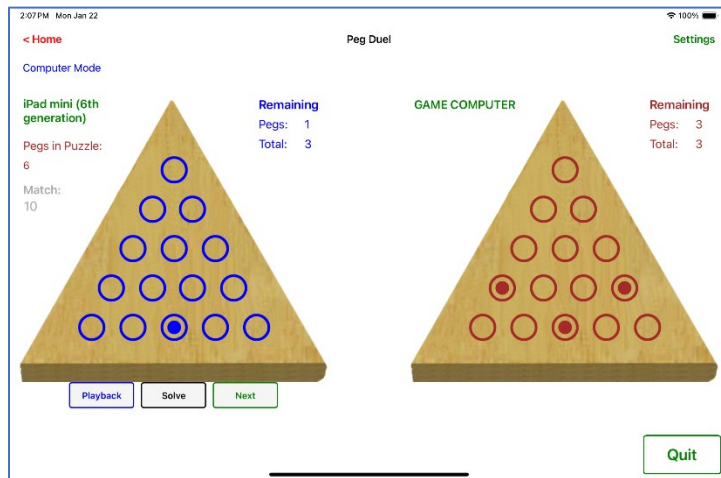 2:07 PM Mon Jan 22
100%
< Home
Peg Duel
Settings
Computer Mode
iPad mini (6th
generation)
Pegs in Puzzle:
6
Match:
10
Remaining
Pegs: 1
Total: 3
GAME COMPUTER
Remaining
Pegs: 3
Total: 3
Playback
Solve
Next
Quit